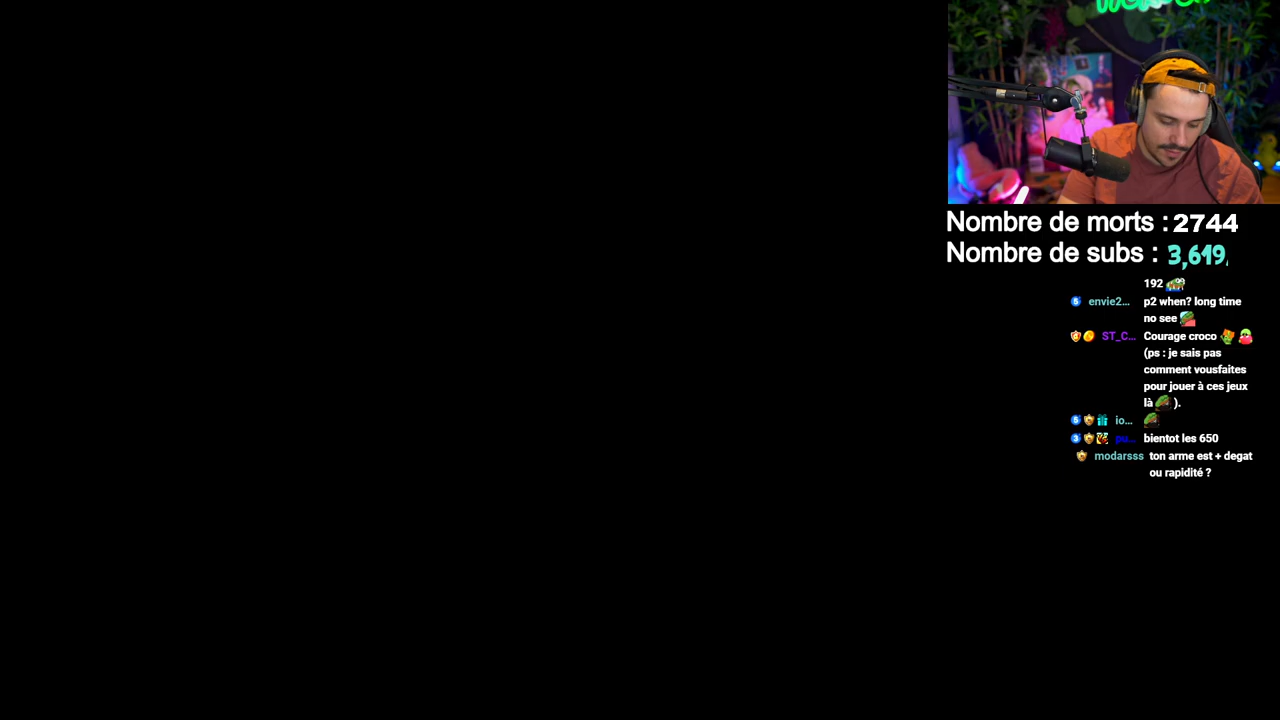 Nombre de morts : 2744
Nombre de subs : 3,619
192
envie2... p2 when? long time
no see
ST_C... Courage croco
(ps : je sais pas
comment vousfaites
pour jouer à ces jeux
là ).
io...
pu... bientot les 650
modarsss ton arme est + degat
ou rapidité ?